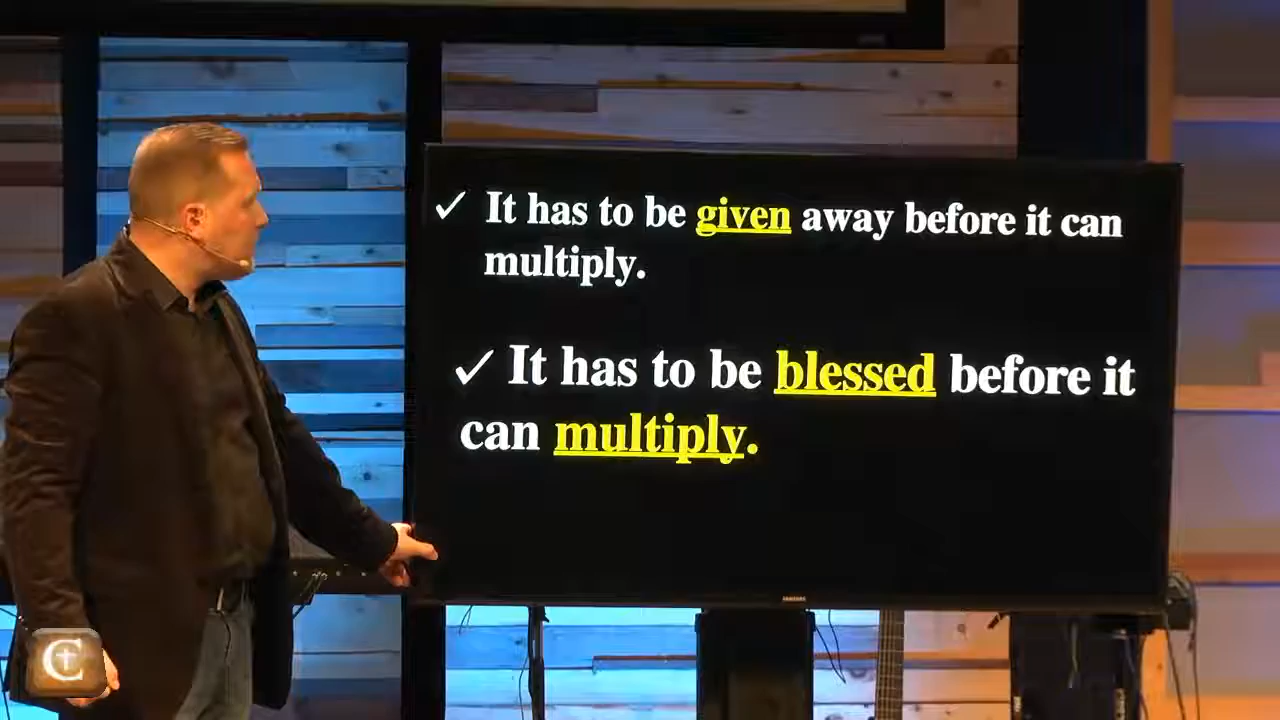 ✓ It has to be given away before it can
multiply.
✓ It has to be blessed before it
can multiply.
SAMSUNG
C